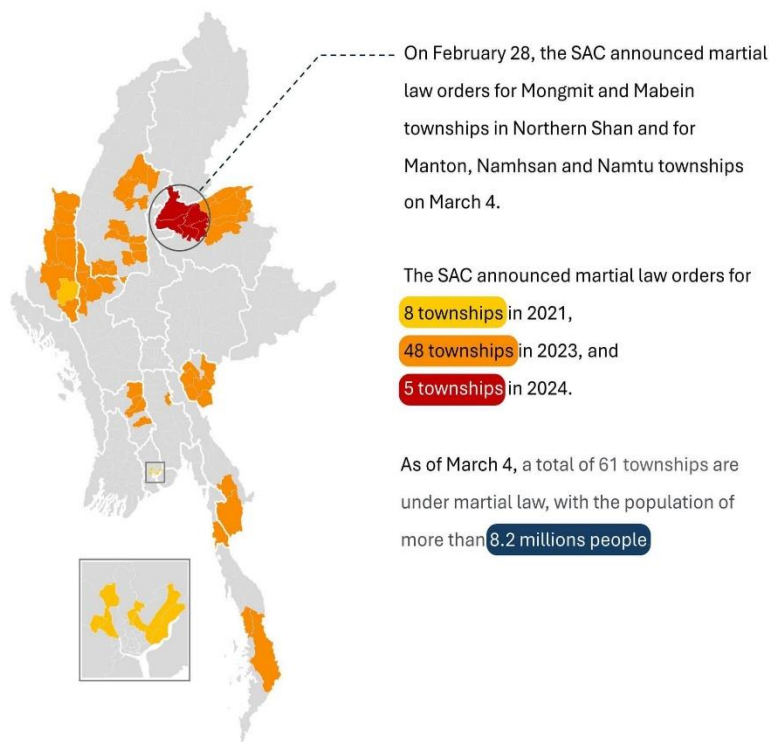 On February 28, the SAC announced martial
law orders for Mongmit and Mabein
townships in Northern Shan and for
Manton, Namhsan and Namtu townships
on March 4.
The SAC announced martial law orders for
8 townships in 2021,
48 townships in 2023, and
5 townships in 2024.
As of March 4, a total of 61 townships are
under martial law, with the population of
more than 8.2 millions people